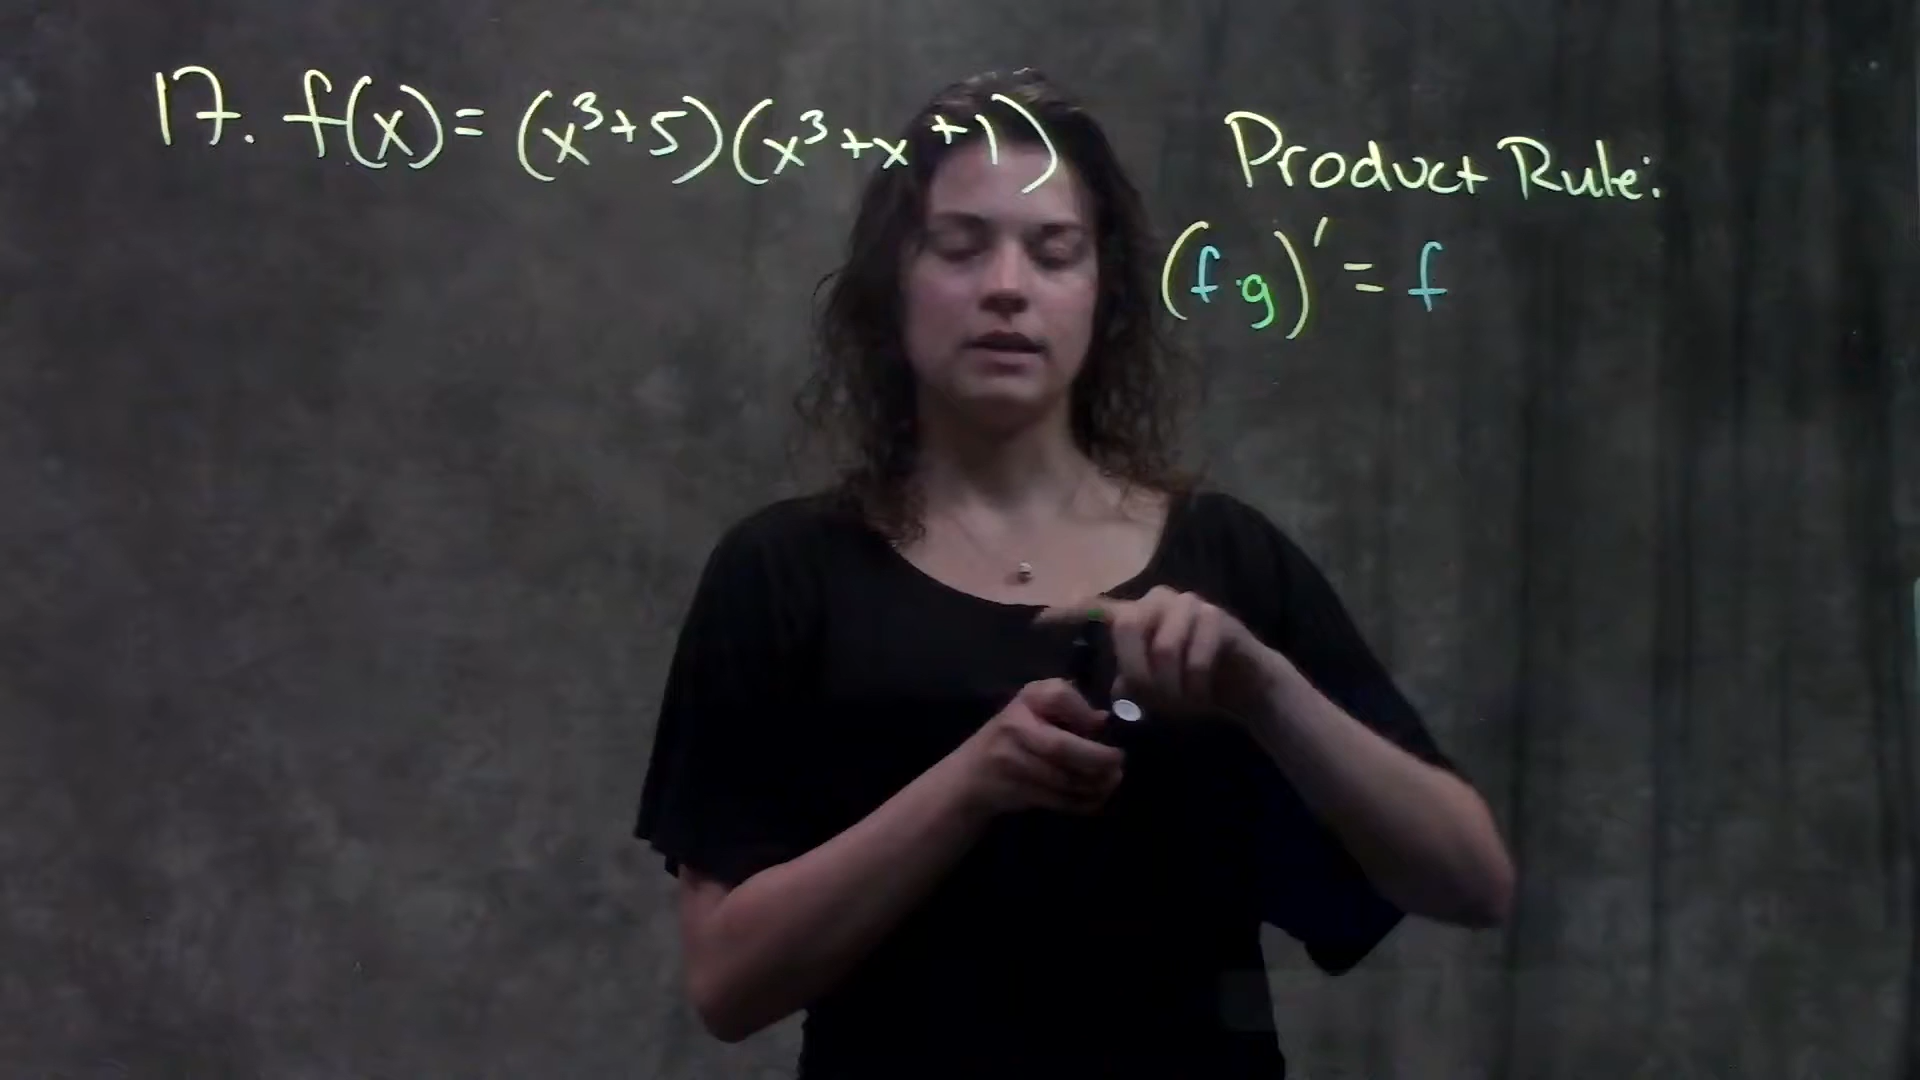 17. f(x) = (x³+5)(x³+x+1)
Product Rule:
(f·g)' = f